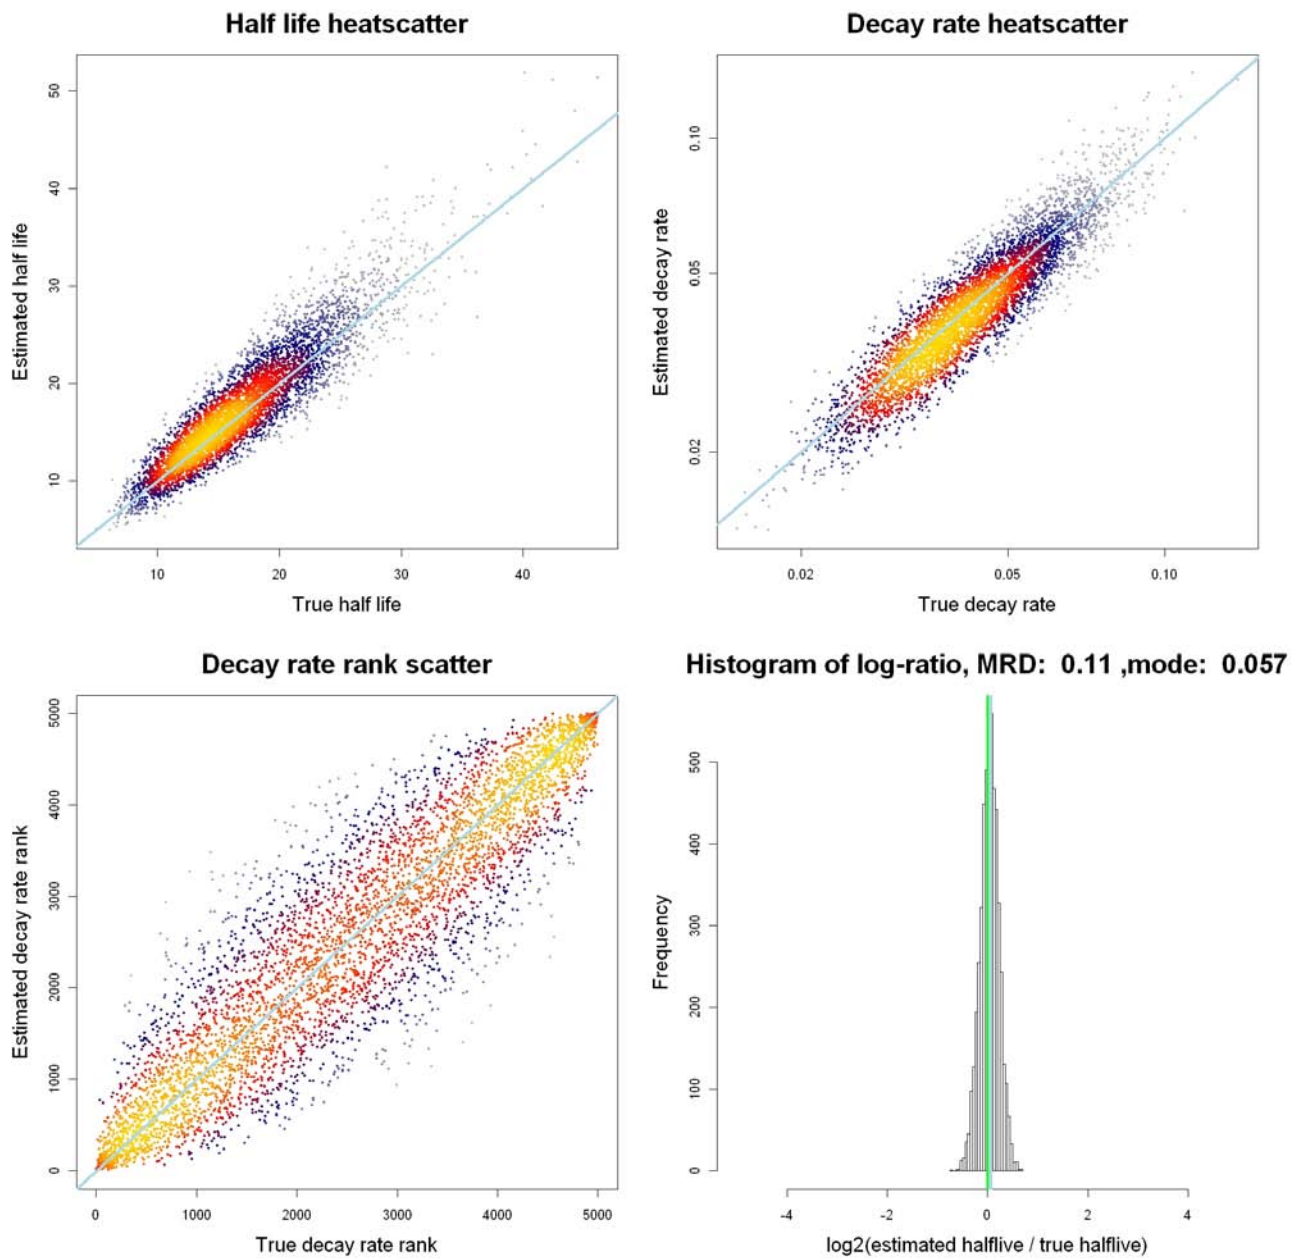 Half life heatscatter
50
40
30
20
10
Estimated half life
10 20 30 40
True half life
Decay rate heatscatter
0.10
0.05
0.02
Estimated decay rate
0.02 0.05 0.10
True decay rate
Decay rate rank scatter
5000
4000
3000
2000
1000
0
Estimated decay rate rank
0 1000 2000 3000 4000 5000
True decay rate rank
Histogram of log-ratio, MRD: 0.11 ,mode: 0.057
500
400
300
200
100
0
Frequency
-4 -2 0 2 4
log2(estimated halflive / true halflive)